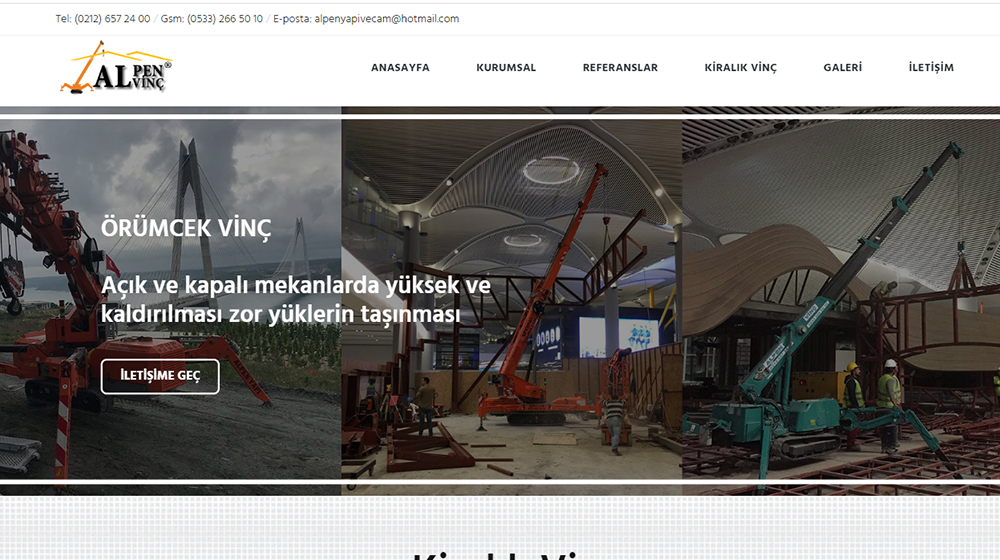 Tel: (0212) 657 24 00 / Gsm: (0533) 266 50 10 / E-posta: alpenyapivecam@hotmail.com
ALPEN®
VİNÇ
ANASAYFA KURUMSAL REFERANSLAR KİRALIK VİNÇ GALERİ İLETİŞİM
ÖRÜMCEK VİNÇ
Açık ve kapalı mekanlarda yüksek ve
kaldırılması zor yüklerin taşınması
İLETİŞİME GEÇ